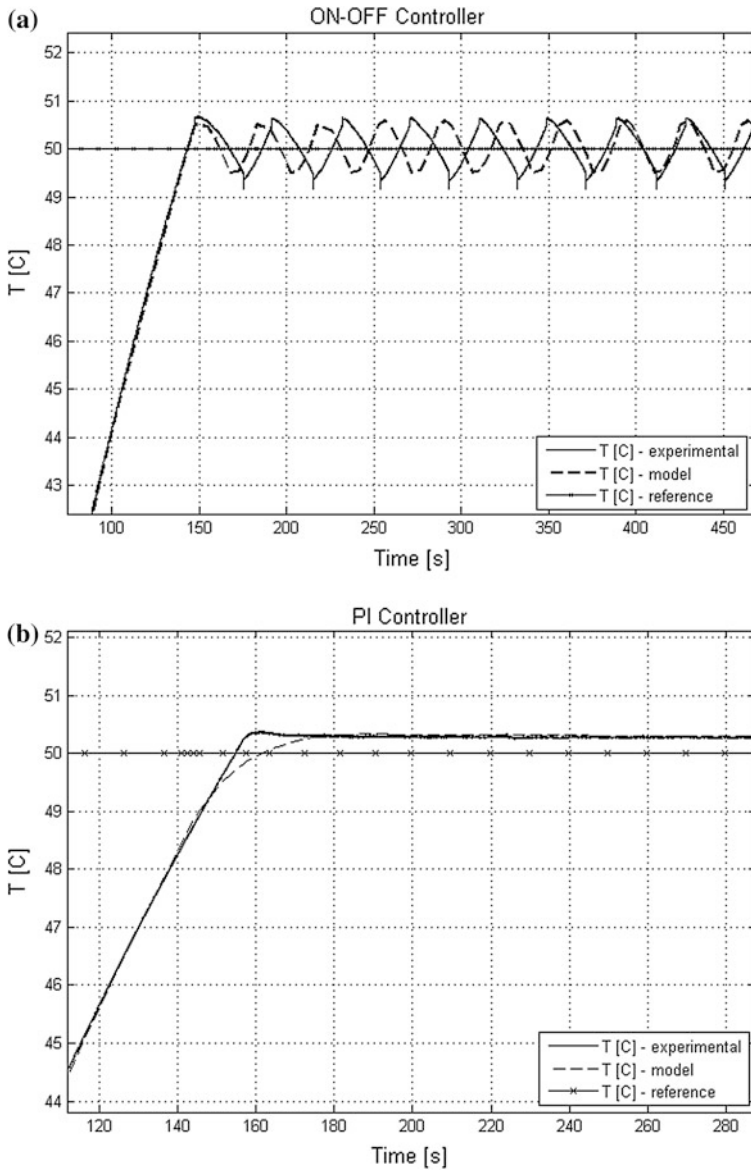 (a)
ON-OFF Controller
52
51
50
49
48
47
46
45
44
43
T [C]
100 150 200 250 300 350 400 450
Time [s]
T [C] - experimental
T [C] - model
T [C] - reference
(b)
PI Controller
52
51
50
49
48
47
46
45
44
T [C]
120 140 160 180 200 220 240 260 280
Time [s]
T [C] - experimental
T [C] - model
T [C] - reference